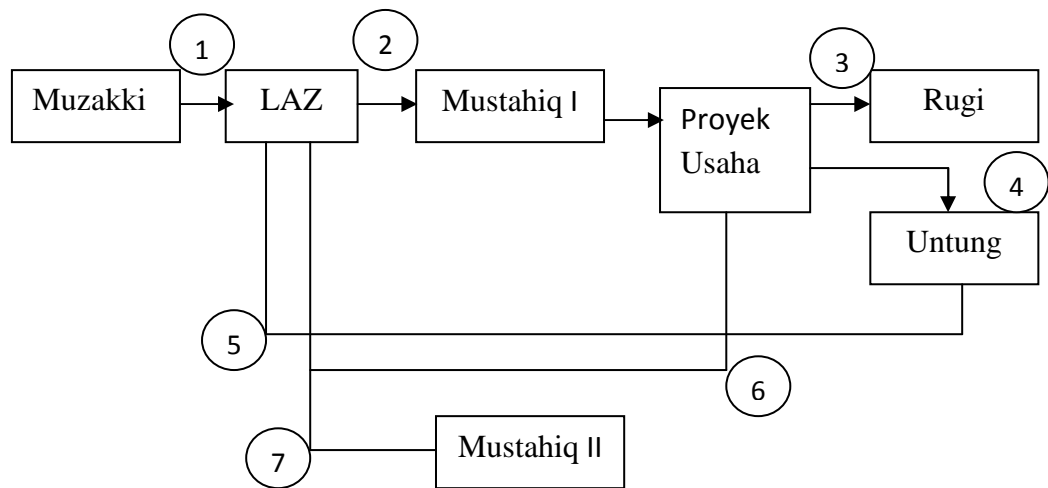 1
2
3
Muzakki
LAZ
Mustahiq I
Proyek
Usaha
Rugi
4
Untung
5
6
7
Mustahiq II